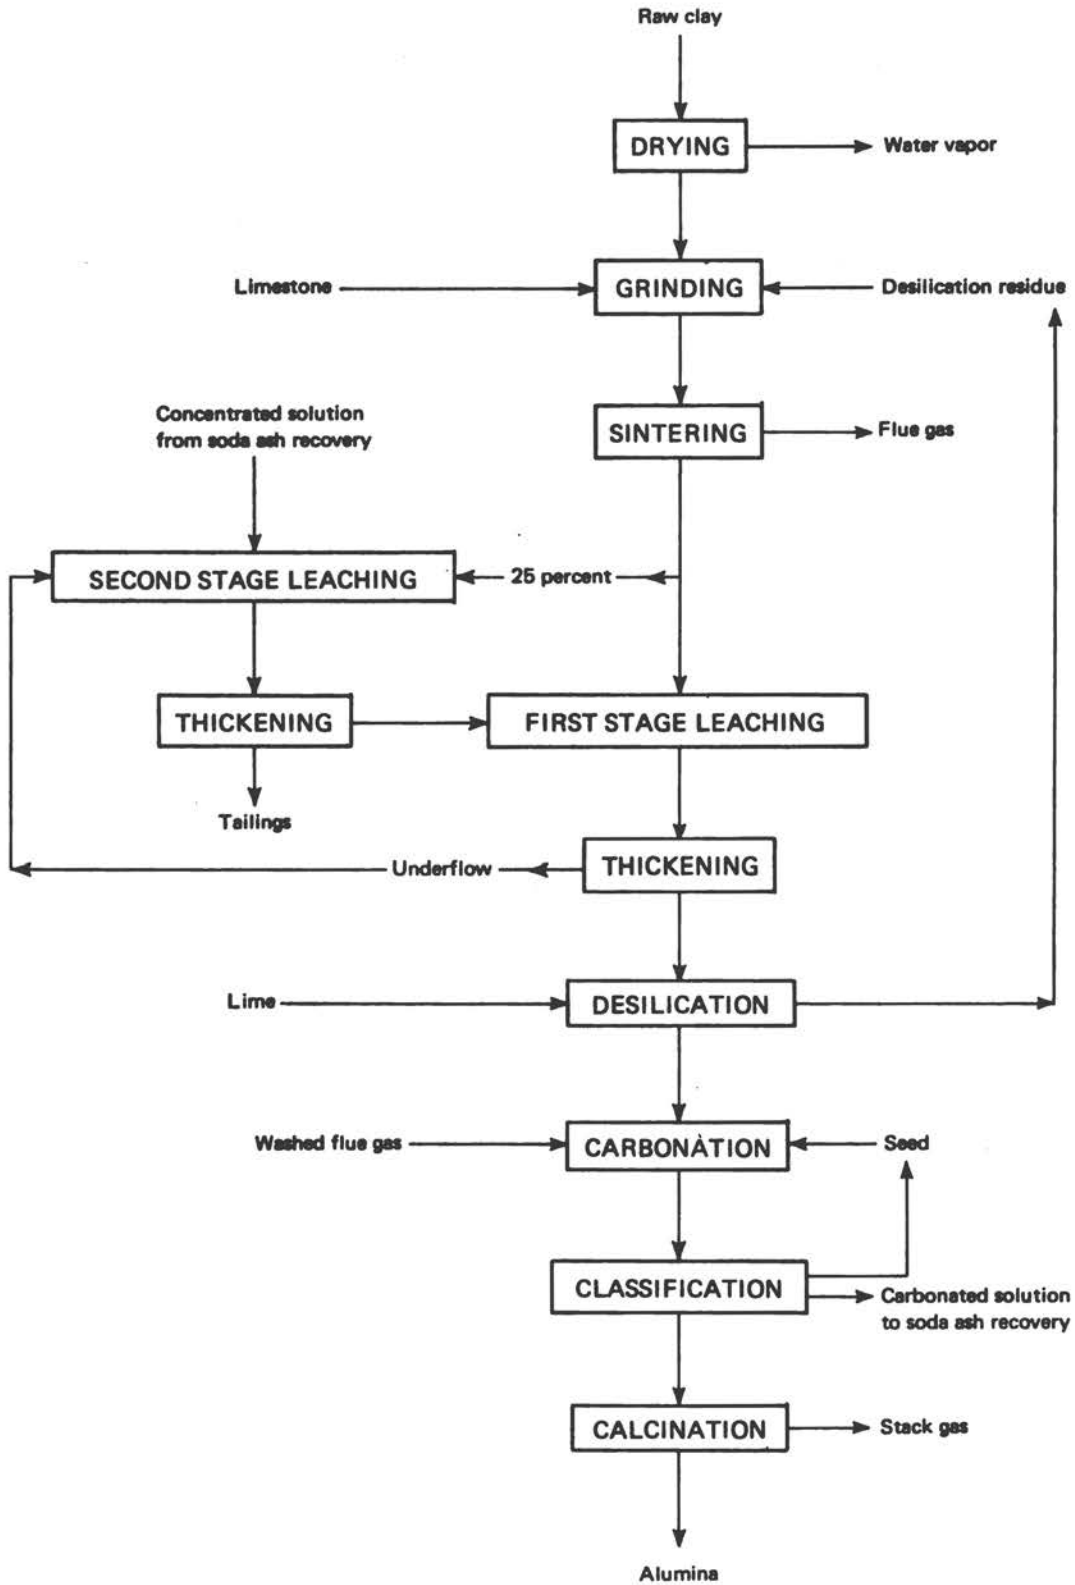 Raw clay
DRYING
Water vapor
Limestone
GRINDING
Desilication residue
Concentrated solution
from soda ash recovery
SINTERING
Flue gas
SECOND STAGE LEACHING
25 percent
THICKENING
FIRST STAGE LEACHING
Tailings
Underflow
THICKENING
Lime
DESILICATION
Washed flue gas
CARBONATION
Seed
CLASSIFICATION
Carbonated solution
to soda ash recovery
CALCINATION
Stack gas
Alumina